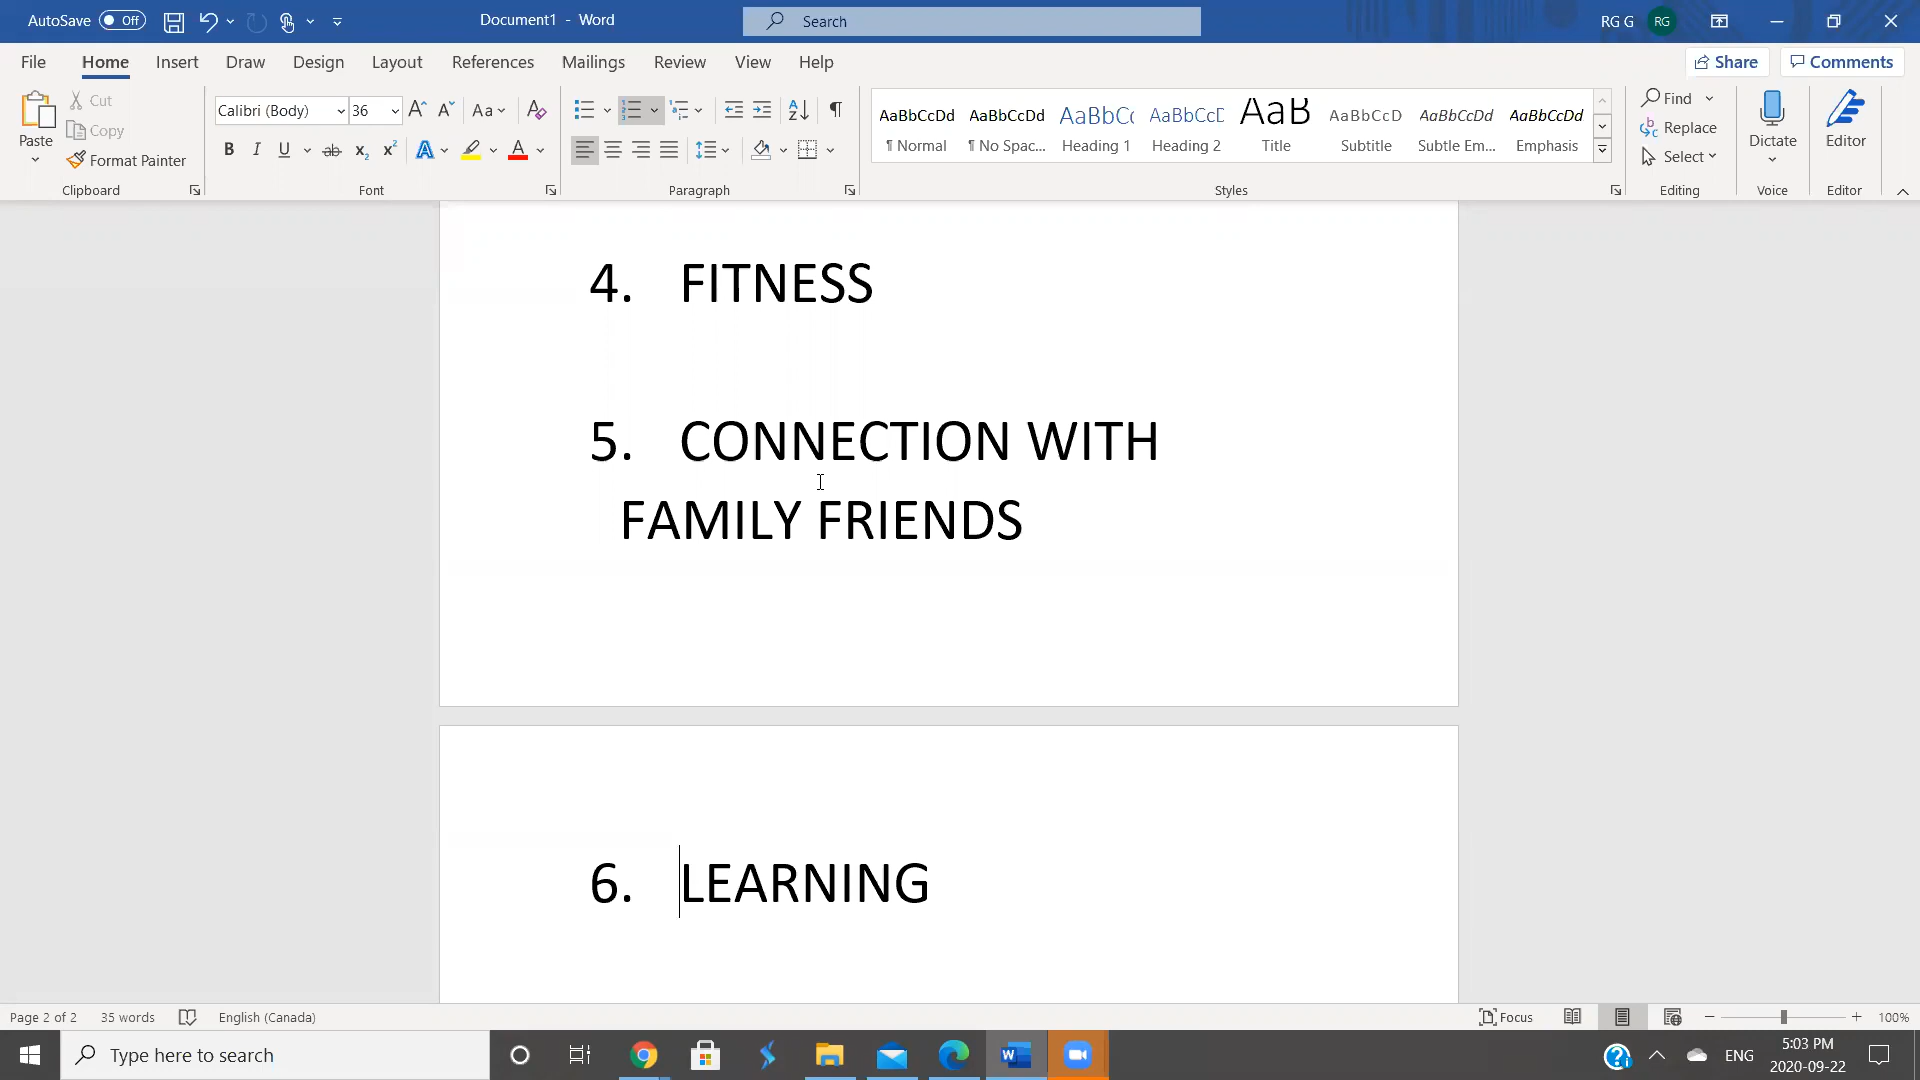 AutoSave Off
Document1 - Word
Search
RG G RG
File Home Insert Draw Design Layout References Mailings Review View Help
Share Comments
Paste
Cut
Copy
Format Painter
Clipboard
Calibri (Body) 36
Font
Paragraph
AaBbCcDd AaBbCcDd AaBbCc AaBbCcD AaB AaBbCcD AaBbCcDd AaBbCcDd
¶ Normal ¶ No Spac... Heading 1 Heading 2 Title Subtitle Subtle Em... Emphasis
Styles
Find
Replace
Select
Editing
Dictate
Voice
Editor
Editor
4. FITNESS
5. CONNECTION WITH
FAMILY FRIENDS
6. LEARNING
Page 2 of 2 35 words English (Canada)
Focus
100%
Type here to search
ENG
5:03 PM
2020-09-22